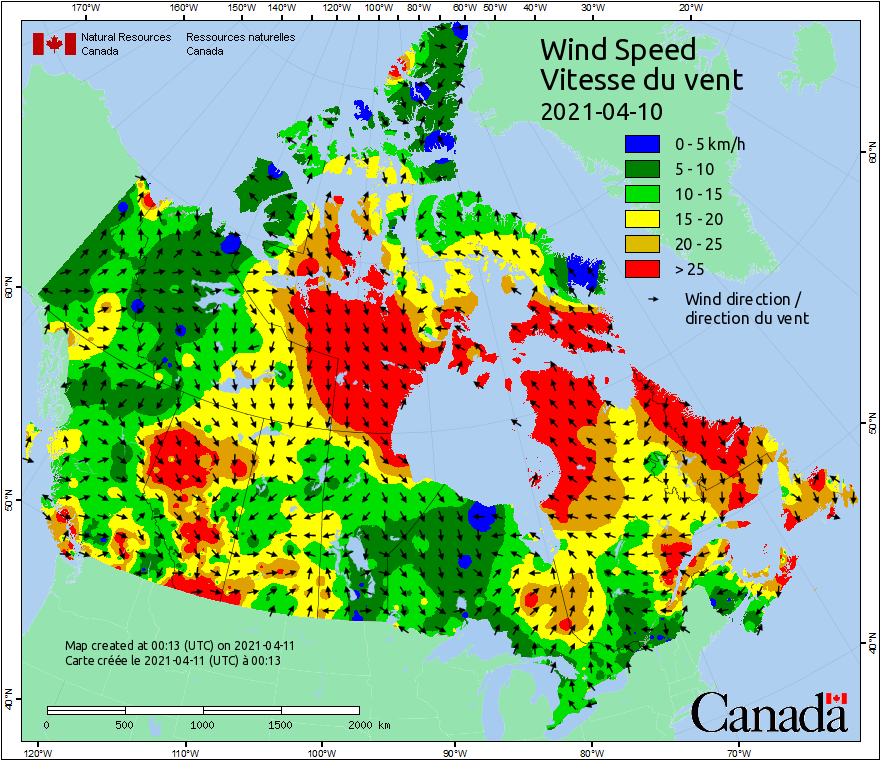 170°W 160°W 150°W 140°W 130°W 120°W 110°W 100°W 90°W 80°W 70°W 60°W 50°W 40°W 30°W 20°W
Natural Resources Ressources naturelles
Canada Canada
Wind Speed
Vitesse du vent
2021-04-10
0 - 5 km/h
5 - 10
10 - 15
15 - 20
20 - 25
> 25
Wind direction /
direction du vent
60°N 60°N
50°N 50°N
40°N 40°N
Map created at 00:13 (UTC) on 2021-04-11
Carte créée le 2021-04-11 (UTC) à 00:13
0 500 1000 1500 2000 km
Canada
120°W 110°W 100°W 90°W 80°W 70°W